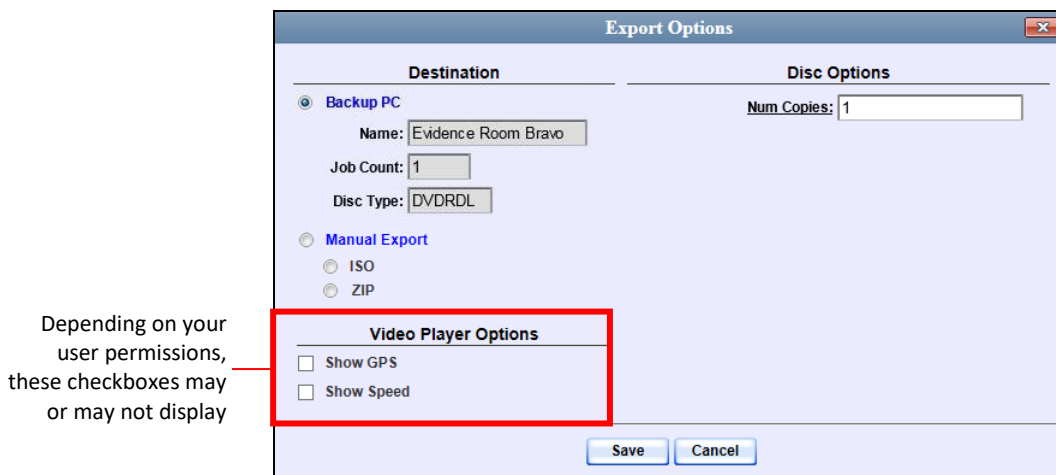 Export Options
Destination
Backup PC
Name: Evidence Room Bravo
Job Count: 1
Disc Type: DVDRDL
Manual Export
ISO
ZIP
Disc Options
Num Copies: 1
Video Player Options
Show GPS
Show Speed
Save Cancel
Depending on your
user permissions,
these checkboxes may
or may not display